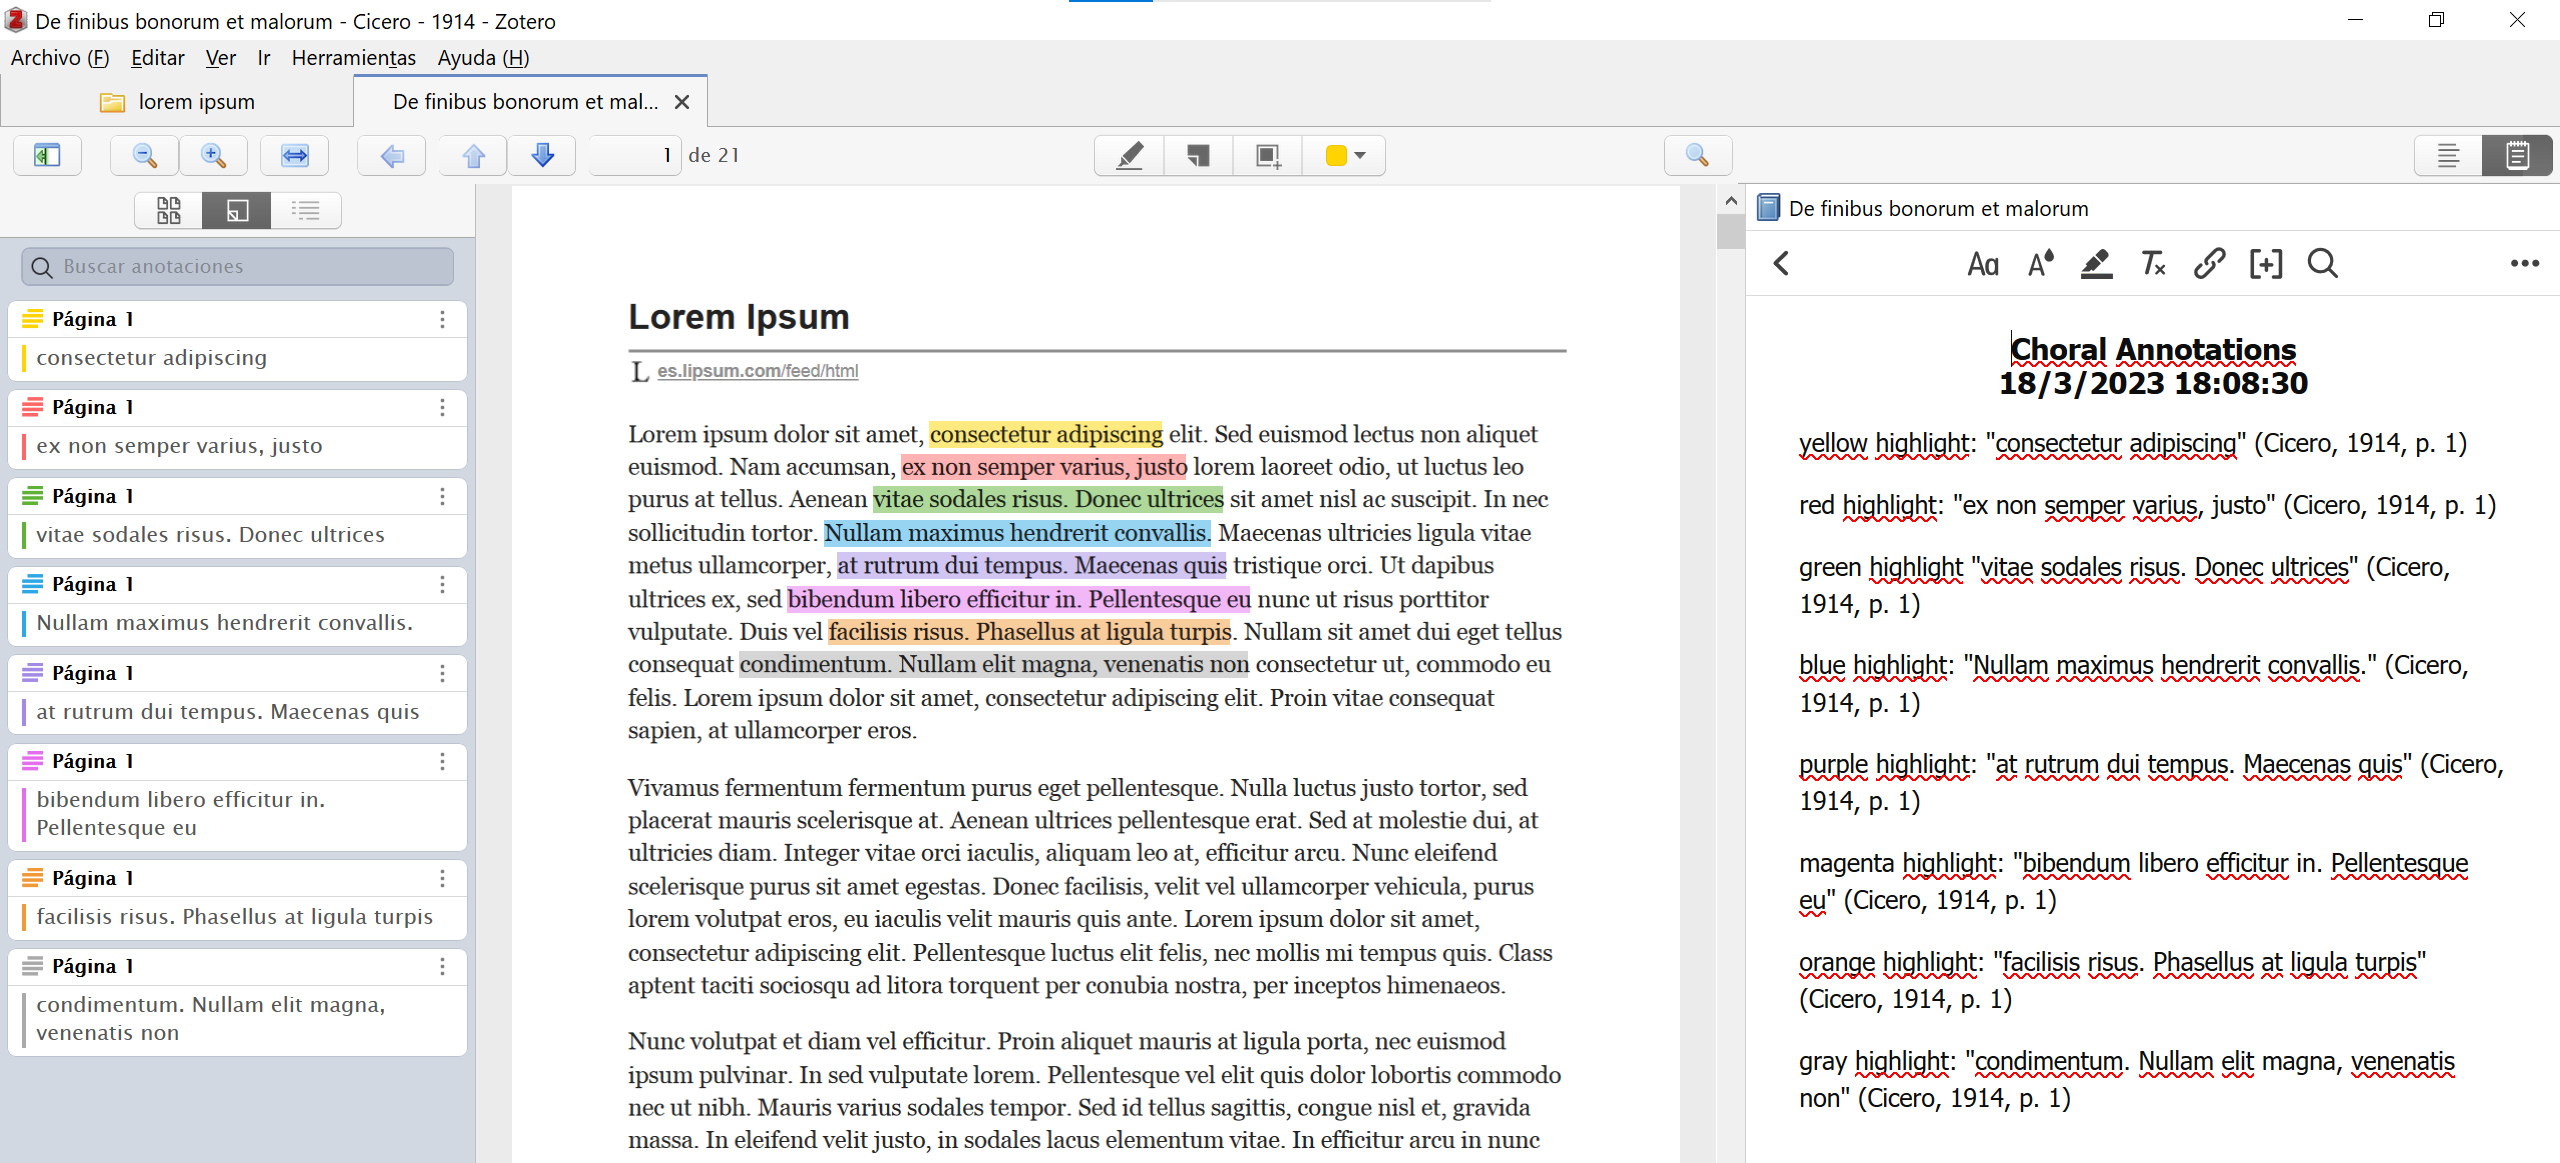 De finibus bonorum et malorum - Cicero - 1914 - Zotero
Archivo (F) Editar Ver Ir Herramientas Ayuda (H)
lorem ipsum
De finibus bonorum et mal...
1 de 21
Buscar anotaciones
Página 1
consectetur adipiscing
Página 1
ex non semper varius, justo
Página 1
vitae sodales risus. Donec ultrices
Página 1
Nullam maximus hendrerit convallis.
Página 1
at rutrum dui tempus. Maecenas quis
Página 1
bibendum libero efficitur in.
Pellentesque eu
Página 1
facilisis risus. Phasellus at ligula turpis
Página 1
condimentum. Nullam elit magna,
venenatis non
Lorem Ipsum
L es.lipsum.com/feed/html
Lorem ipsum dolor sit amet, consectetur adipiscing elit. Sed euismod lectus non aliquet
euismod. Nam accumsan, ex non semper varius, justo lorem laoreet odio, ut luctus leo
purus at tellus. Aenean vitae sodales risus. Donec ultrices sit amet nisl ac suscipit. In nec
sollicitudin tortor. Nullam maximus hendrerit convallis. Maecenas ultricies ligula vitae
metus ullamcorper, at rutrum dui tempus. Maecenas quis tristique orci. Ut dapibus
ultrices ex, sed bibendum libero efficitur in. Pellentesque eu nunc ut risus porttitor
vulputate. Duis vel facilisis risus. Phasellus at ligula turpis. Nullam sit amet dui eget tellus
consequat condimentum. Nullam elit magna, venenatis non consectetur ut, commodo eu
felis. Lorem ipsum dolor sit amet, consectetur adipiscing elit. Proin vitae consequat
sapien, at ullamcorper eros.
Vivamus fermentum fermentum purus eget pellentesque. Nulla luctus justo tortor, sed
placerat mauris scelerisque at. Aenean ultrices pellentesque erat. Sed at molestie dui, at
ultricies diam. Integer vitae orci iaculis, aliquam leo at, efficitur arcu. Nunc eleifend
scelerisque purus sit amet egestas. Donec facilisis, velit vel ullamcorper vehicula, purus
lorem volutpat eros, eu iaculis velit mauris quis ante. Lorem ipsum dolor sit amet,
consectetur adipiscing elit. Pellentesque luctus elit felis, nec mollis mi tempus quis. Class
aptent taciti sociosqu ad litora torquent per conubia nostra, per inceptos himenaeos.
Nunc volutpat et diam vel efficitur. Proin aliquet mauris at ligula porta, nec euismod
ipsum pulvinar. In sed vulputate lorem. Pellentesque vel elit quis dolor lobortis commodo
nec ut nibh. Mauris varius sodales tempor. Sed id tellus sagittis, congue nisl et, gravida
massa. In eleifend velit justo, in sodales lacus elementum vitae. In efficitur arcu in nunc
De finibus bonorum et malorum
Choral Annotations
18/3/2023 18:08:30
yellow highlight: "consectetur adipiscing" (Cicero, 1914, p. 1)
red highlight: "ex non semper varius, justo" (Cicero, 1914, p. 1)
green highlight "vitae sodales risus. Donec ultrices" (Cicero,
1914, p. 1)
blue highlight: "Nullam maximus hendrerit convallis." (Cicero,
1914, p. 1)
purple highlight: "at rutrum dui tempus. Maecenas quis" (Cicero,
1914, p. 1)
magenta highlight: "bibendum libero efficitur in. Pellentesque
eu" (Cicero, 1914, p. 1)
orange highlight: "facilisis risus. Phasellus at ligula turpis"
(Cicero, 1914, p. 1)
gray highlight: "condimentum. Nullam elit magna, venenatis
non" (Cicero, 1914, p. 1)